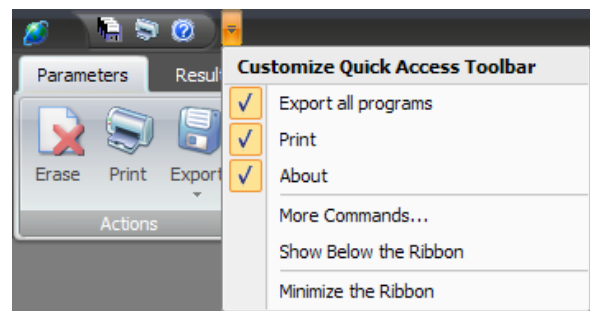 Customize Quick Access Toolbar
Parameters
Resul
Export all programs
Print
About
More Commands...
Show Below the Ribbon
Minimize the Ribbon
Erase
Print
Export
Actions